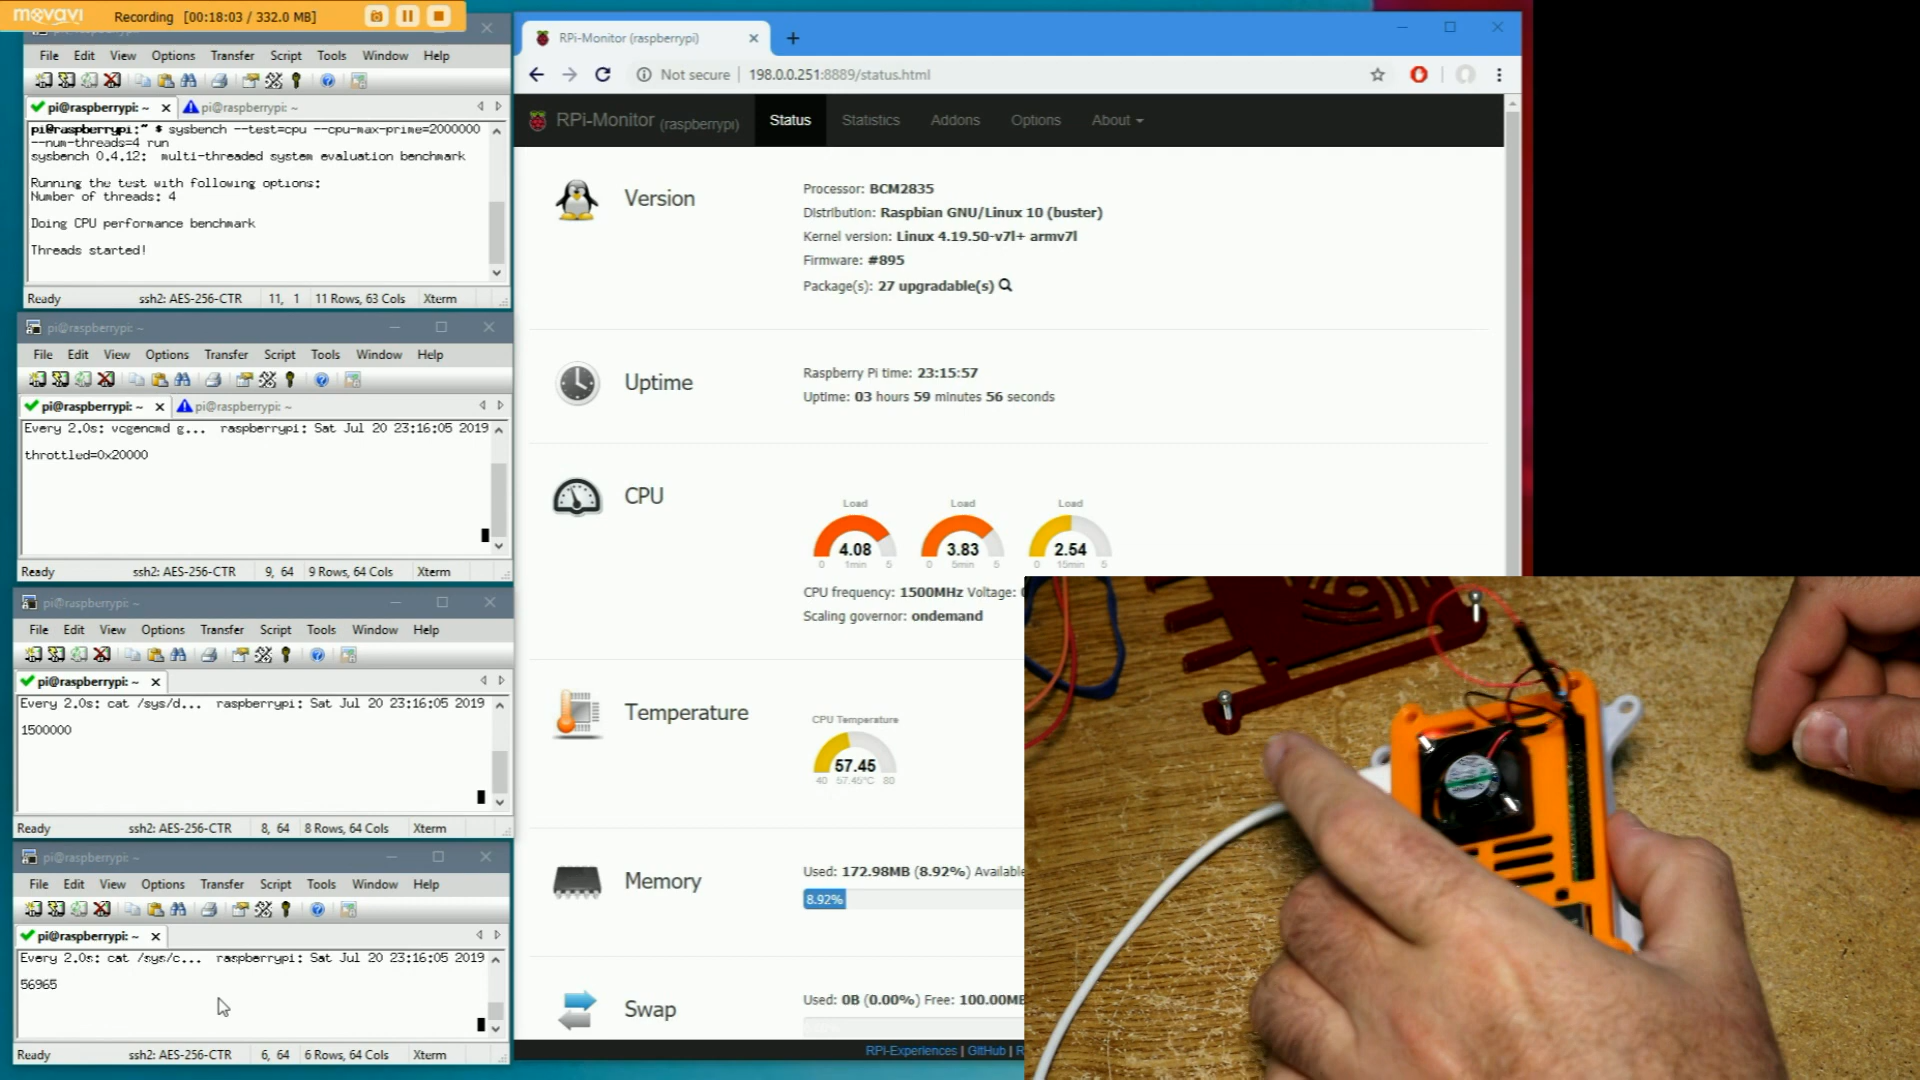 movavi Recording [00:18:03 / 332.0 MB]
File Edit View Options Transfer Script Tools Window Help
pi@raspberrypi: ~ pi@raspberrypi: ~
pi@raspberrypi:~ $ sysbench --test=cpu --cpu-max-prime=2000000
--num-threads=4 run
sysbench 0.4.12: multi-threaded system evaluation benchmark
Running the test with following options:
Number of threads: 4
Doing CPU performance benchmark
Threads started!
Ready ssh2: AES-256-CTR 11, 1 11 Rows, 63 Cols Xterm
pi@raspberrypi: ~
File Edit View Options Transfer Script Tools Window Help
pi@raspberrypi: ~ pi@raspberrypi: ~
Every 2.0s: vcgencmd g... raspberrypi: Sat Jul 20 23:16:05 2019
throttled=0x20000
Ready ssh2: AES-256-CTR 9, 64 9 Rows, 64 Cols Xterm
pi@raspberrypi: ~
File Edit View Options Transfer Script Tools Window Help
pi@raspberrypi: ~
Every 2.0s: cat /sys/d... raspberrypi: Sat Jul 20 23:16:05 2019
1500000
Ready ssh2: AES-256-CTR 8, 64 8 Rows, 64 Cols Xterm
pi@raspberrypi: ~
File Edit View Options Transfer Script Tools Window Help
pi@raspberrypi: ~
Every 2.0s: cat /sys/c... raspberrypi: Sat Jul 20 23:16:05 2019
56965
Ready ssh2: AES-256-CTR 6, 64 6 Rows, 64 Cols Xterm
RPi-Monitor (raspberrypi)
Not secure 198.0.0.251:8889/status.html
RPi-Monitor (raspberrypi) Status Statistics Addons Options About
Version
Processor: BCM2835
Distribution: Raspbian GNU/Linux 10 (buster)
Kernel version: Linux 4.19.50-v7l+ armv7l
Firmware: #895
Package(s): 27 upgradable(s)
Uptime
Raspberry Pi time: 23:15:57
Uptime: 03 hours 59 minutes 56 seconds
CPU
Load Load Load
4.08 3.83 2.54
0 1min 5 0 5min 5 0 15min 5
CPU frequency: 1500MHz Voltage:
Scaling governor: ondemand
Temperature
CPU Temperature
57.45
40 57.45°C 80
Memory
Used: 172.98MB (8.92%) Available
8.92%
Swap
Used: 0B (0.00%) Free: 100.00MB
0.00%
RPI-Experiences | GitHub | R